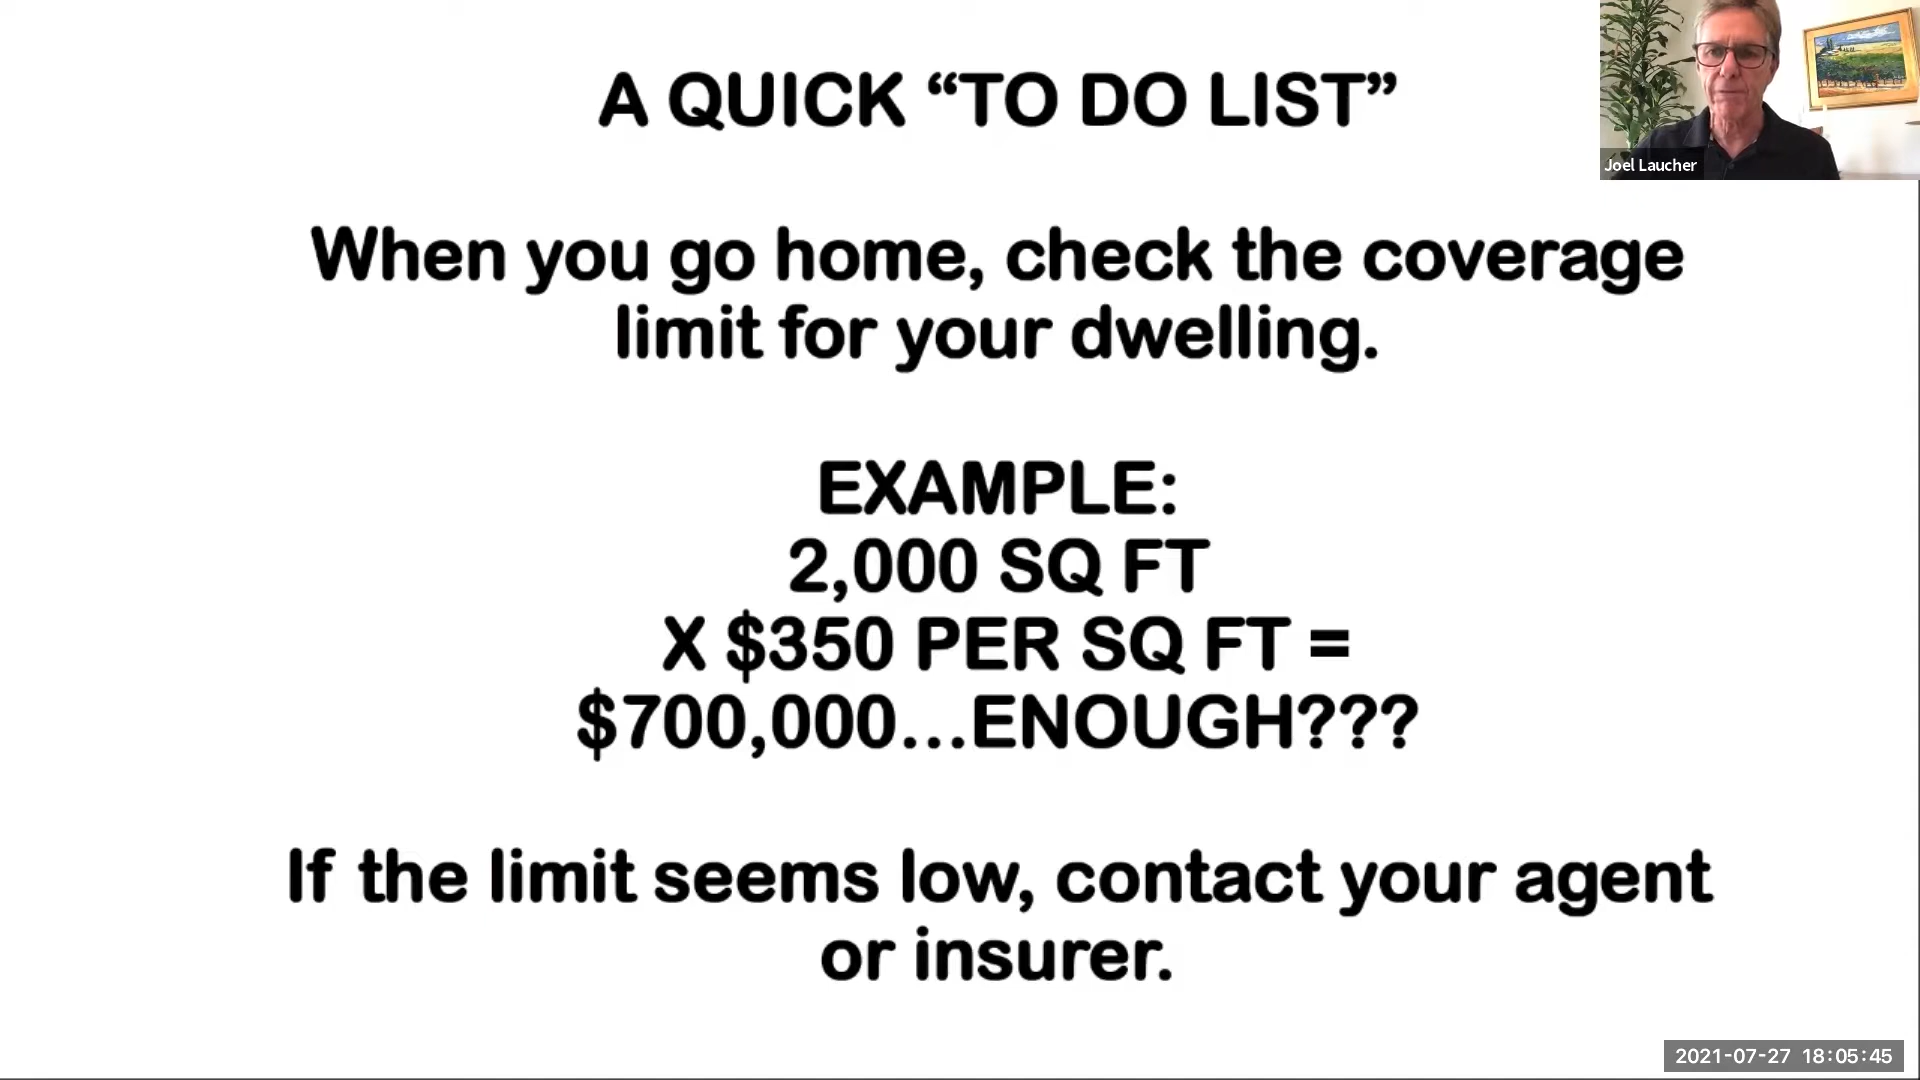 A QUICK “TO DO LIST”
Joel Laucher
When you go home, check the coverage
limit for your dwelling.
EXAMPLE:
2,000 SQ FT
X $350 PER SQ FT =
$700,000...ENOUGH???
If the limit seems low, contact your agent
or insurer.
2021-07-27 18:05:45